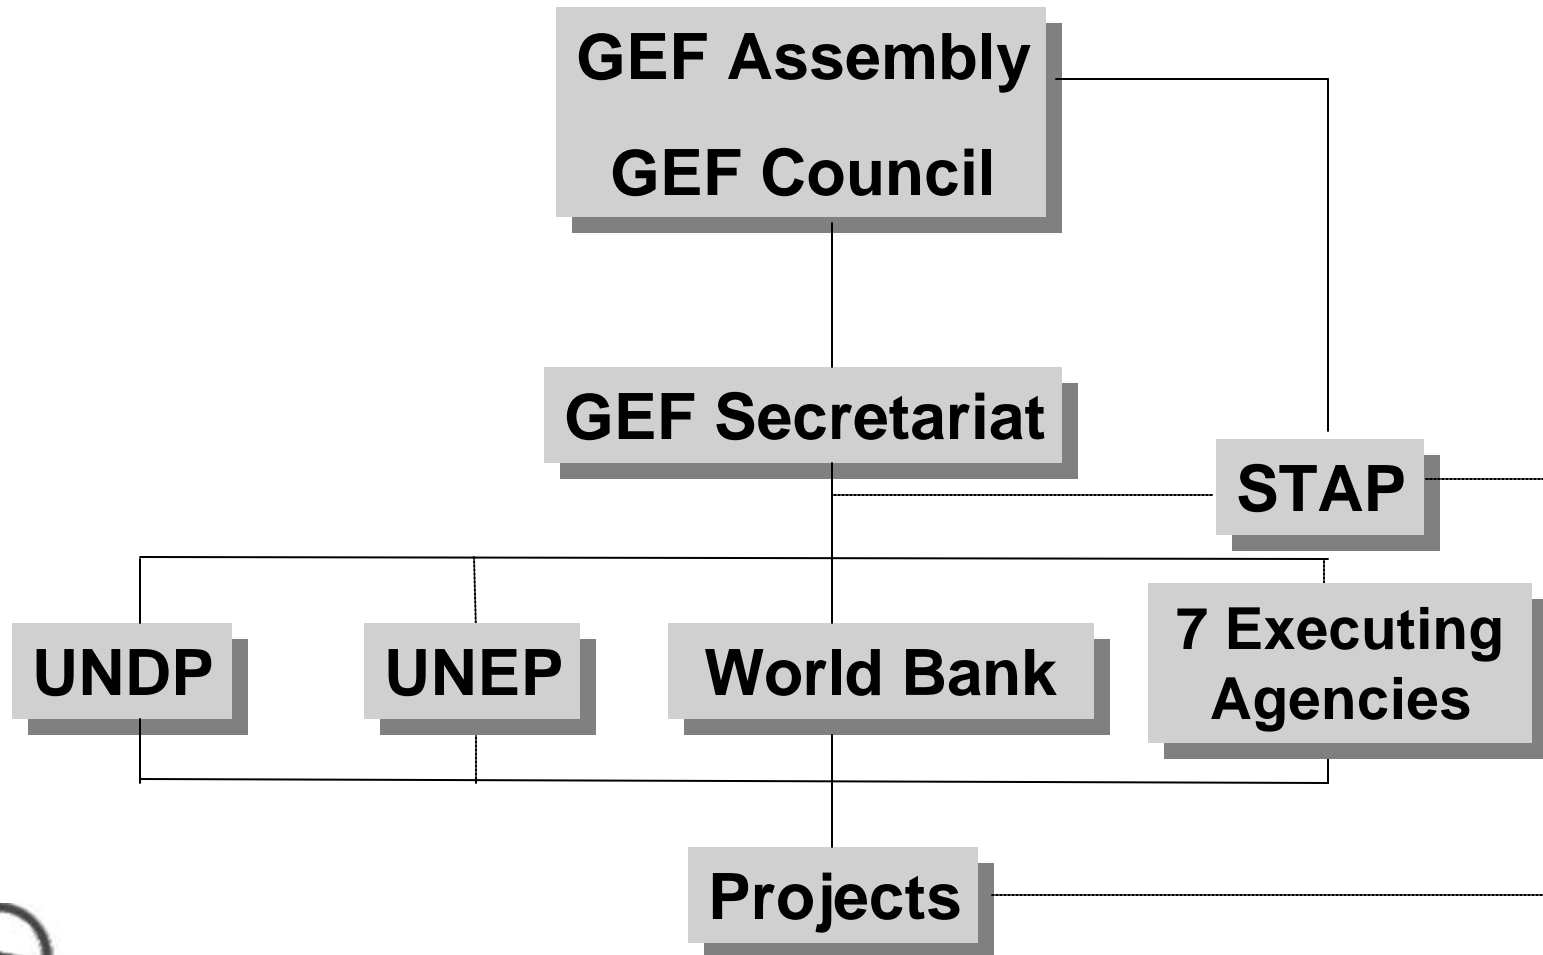 GEF Assembly
GEF Council
GEF Secretariat
STAP
UNDP
UNEP
World Bank
7 Executing
Agencies
Projects